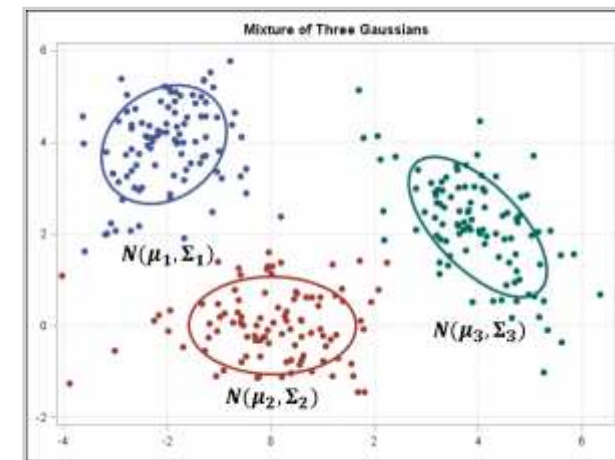 Mixture of Three Gaussians
6
4
2
0
-2
-4
-2
0
2
4
6
N(μ₁,Σ₁)
N(μ₂,Σ₂)
N(μ₃,Σ₃)